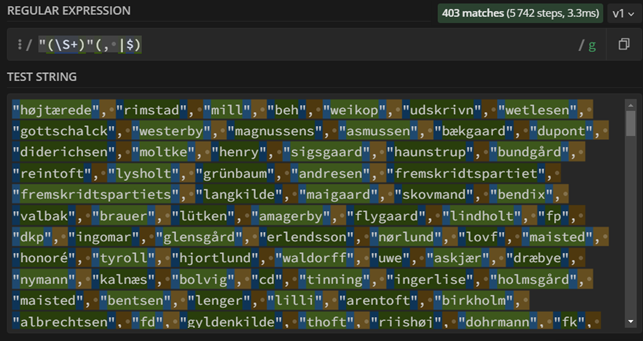 REGULAR EXPRESSION
403 matches (5 742 steps, 3.3ms) v1
/ "(\S+)"(, |$) / g
TEST STRING
"højtærede", "rimstad", "mill", "beh", "weikop", "udskrivn", "wetlesen",
"gottschalck", "westerby", "magnussens", "asmussen", "bækgaard", "dupont",
"diderichsen", "moltke", "henry", "sigsgaard", "haunstrup", "bundgård",
"reintoft", "lysholt", "grünbaum", "andresen", "fremskridtspartiet",
"fremskridtspartiets", "langkilde", "maigaard", "skovmand", "bendix",
"valbak", "brauer", "lütken", "amagerby", "flygaard", "lindholt", "fp",
"dkp", "ingomar", "glensgård", "erlendsson", "nørlund", "lovf", "maisted",
"honoré", "tyroll", "hjortlund", "waldorff", "uwe", "askjær", "dræbye",
"nymann", "kalnæs", "bolvig", "cd", "tinning", "ingerlise", "holmsgård",
"maisted", "bentsen", "lenger", "lilli", "arentoft", "birkholm",
"albrechtsen", "fd", "gyldenkilde", "thoft", "riishøj", "dohrmann", "fk",